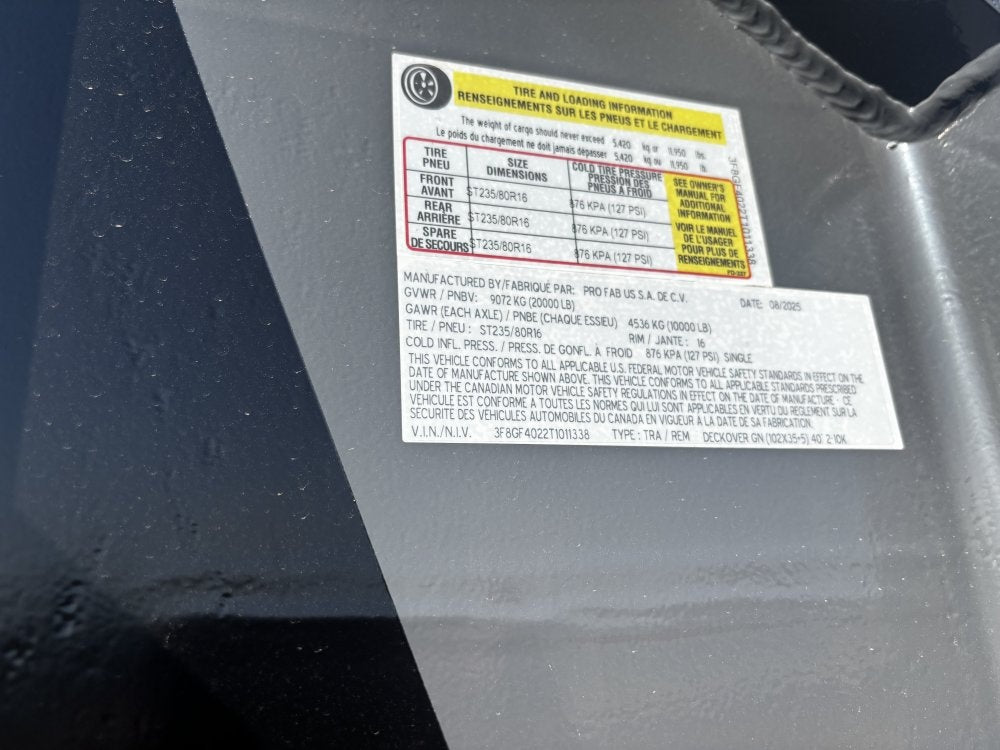 TIRE AND LOADING INFORMATION
RENSEIGNEMENTS SUR LES PNEUS ET LE CHARGEMENT
The weight of cargo should never exceed 5,420 kg or 11,950 lbs.
Le poids du chargement ne doit jamais dépasser 5,420 kg ou 11,950 lb.
TIRE PNEU SIZE DIMENSIONS COLD TIRE PRESSURE PRESSION DES PNEUS A FROID
FRONT AVANT ST235/80R16 876 KPA (127 PSI)
REAR ARRIÈRE ST235/80R16 876 KPA (127 PSI)
SPARE DE SECOURS ST235/80R16 876 KPA (127 PSI)
SEE OWNER'S
MANUAL FOR
ADDITIONAL
INFORMATION
VOIR LE MANUEL
DE L'USAGER
POUR PLUS DE
RENSEIGNEMENTS
PD-227
3F8GF4022T1011338
MANUFACTURED BY/FABRIQUÉ PAR: PRO FAB US S.A. DE C.V. DATE: 08/2025
GVWR / PNBV: 9072 KG (20000 LB)
GAWR (EACH AXLE) / PNBE (CHAQUE ESSIEU) 4536 KG (10000 LB)
TIRE / PNEU : ST235/80R16 RIM / JANTE : 16
COLD INFL. PRESS. / PRESS. DE GONFL. A FROID 876 KPA (127 PSI) SINGLE
THIS VEHICLE CONFORMS TO ALL APPLICABLE U.S. FEDERAL MOTOR VEHICLE SAFETY STANDARDS IN EFFECT ON THE
DATE OF MANUFACTURE SHOWN ABOVE. THIS VEHICLE CONFORMS TO ALL APPLICABLE STANDARDS PRESCRIBED
UNDER THE CANADIAN MOTOR VEHICLE SAFETY REGULATIONS IN EFFECT ON THE DATE OF MANUFACTURE - CE
VEHICULE EST CONFORME A TOUTES LES NORMES QUI LUI SONT APPLICABLES EN VERTU DU REGLEMENT SUR LA
SECURITE DES VEHICULES AUTOMOBILES DU CANADA EN VIGUEUR A LA DATE DE SA FABRICATION.
V.I.N./N.I.V. 3F8GF4022T1011338 TYPE: TRA / REM DECKOVER GN (102X35+5) 40' 2-10K